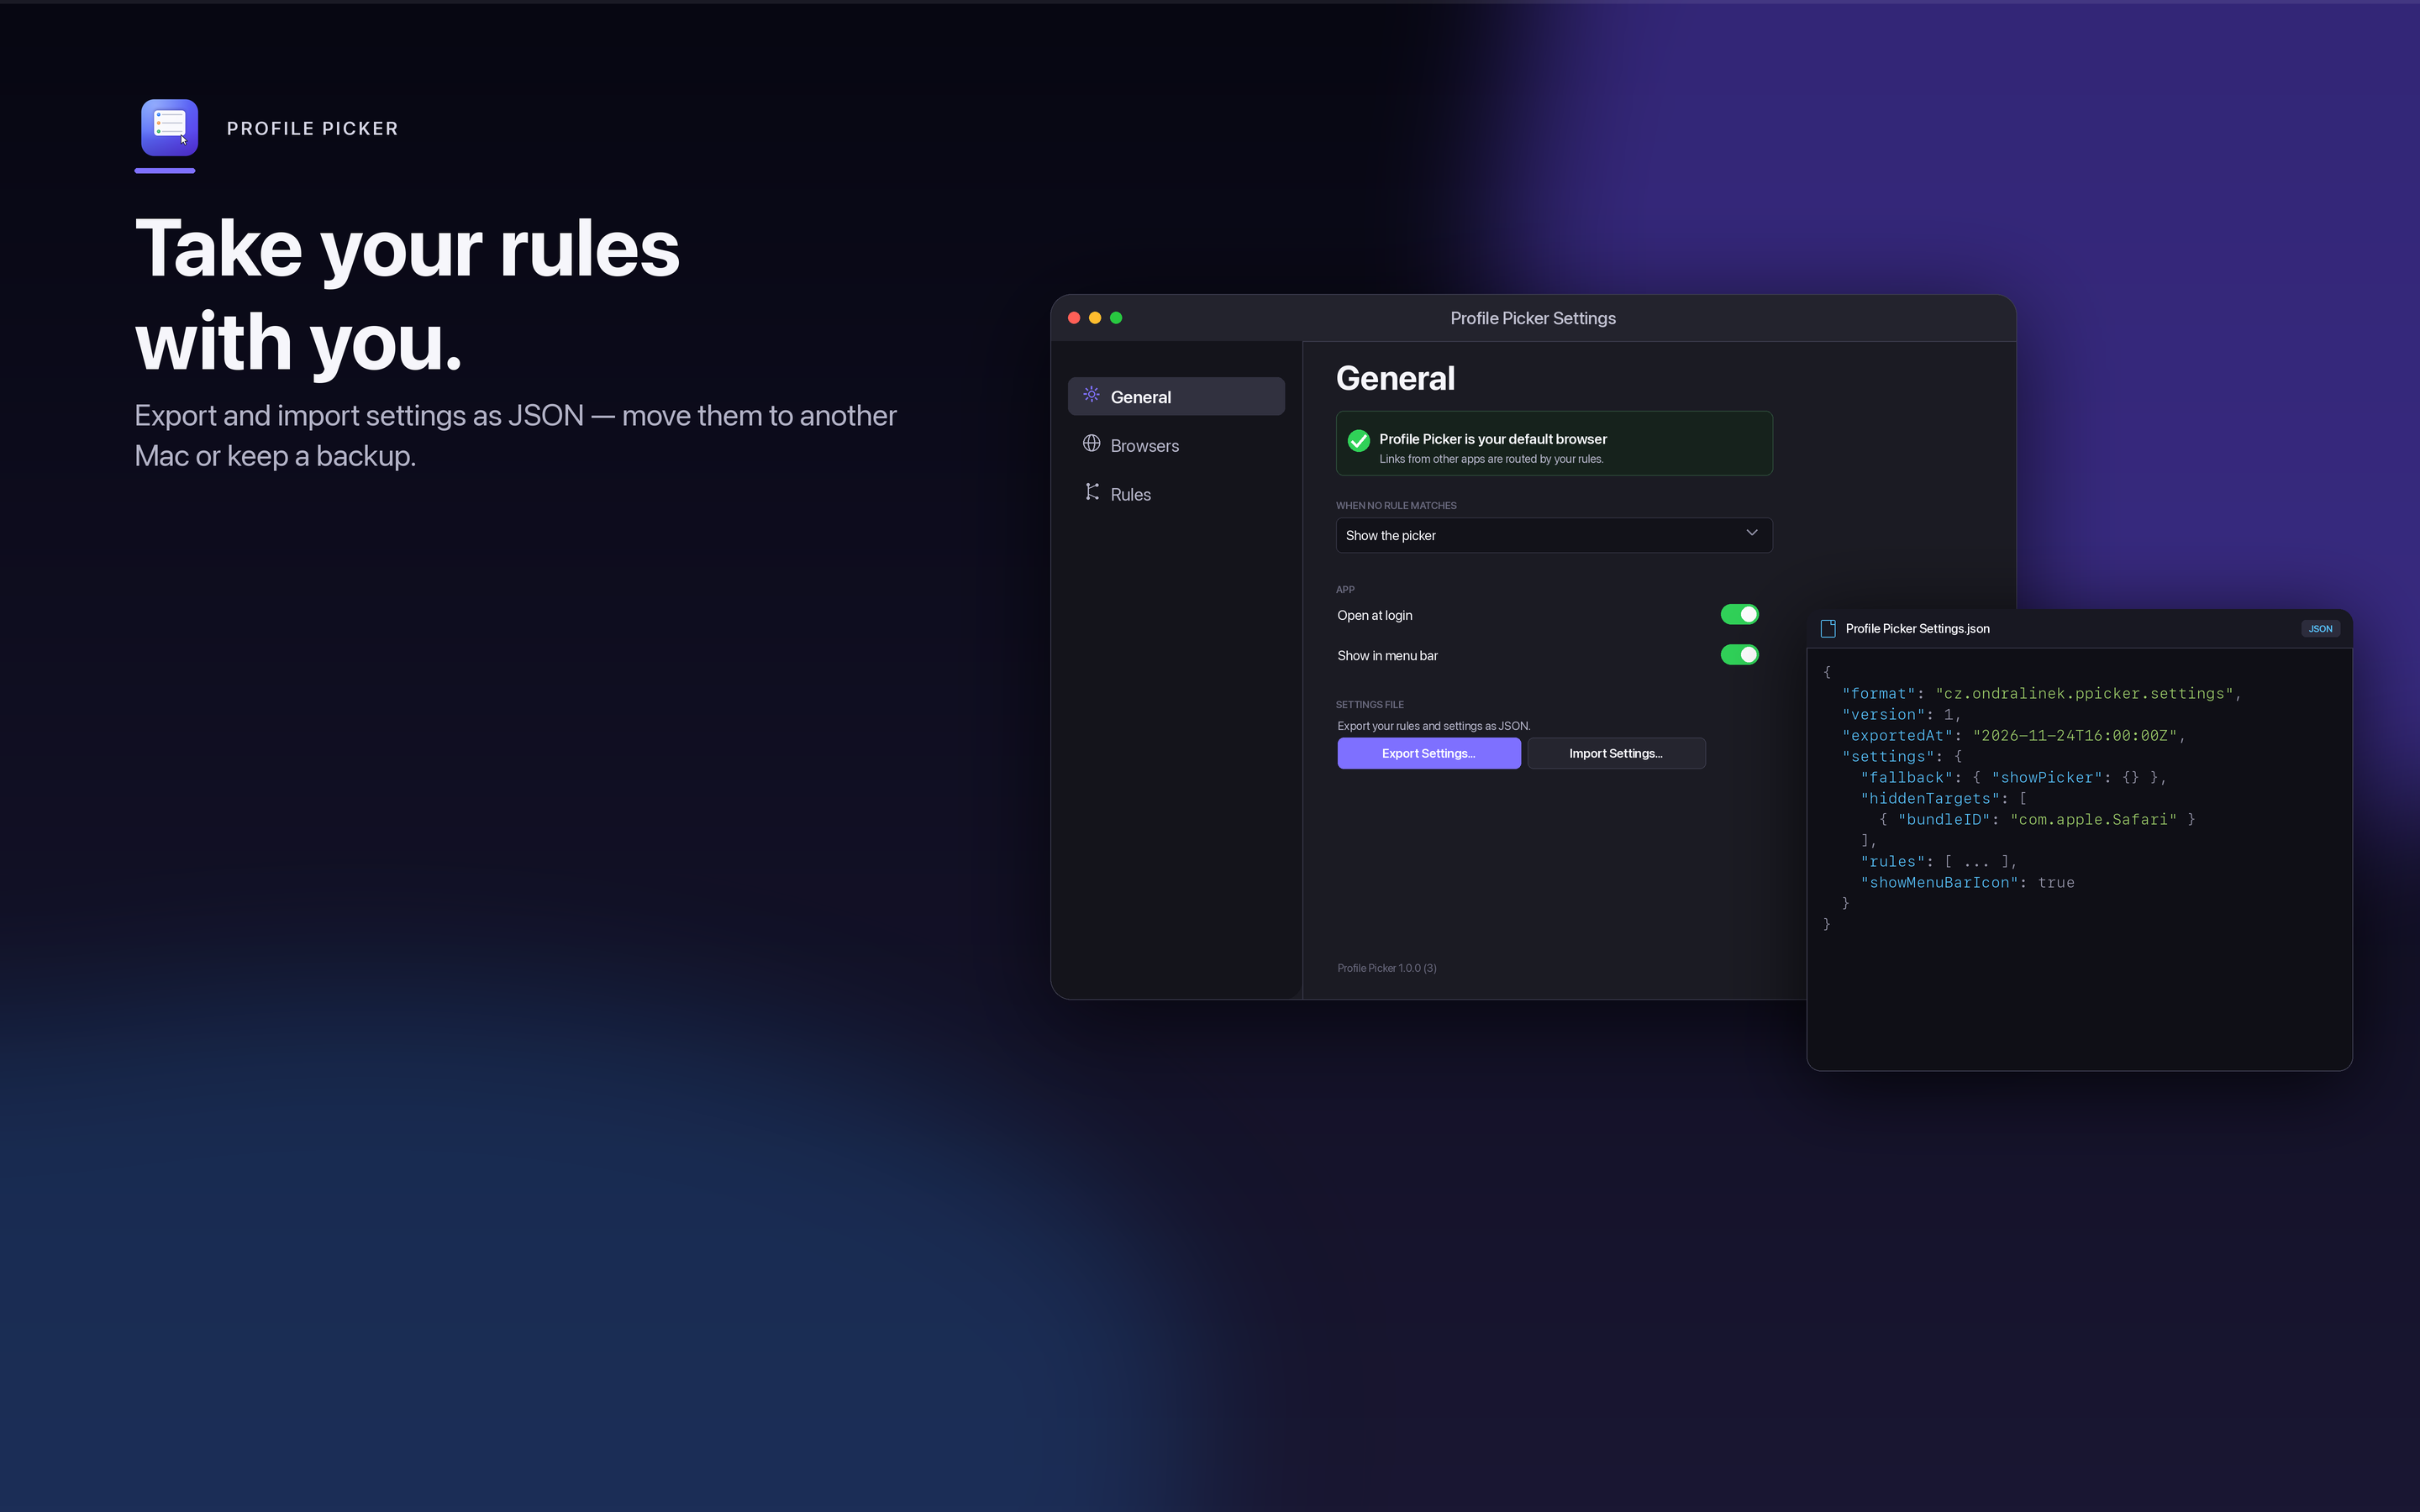 PROFILE PICKER
Take your rules
with you.
Export and import settings as JSON — move them to another
Mac or keep a backup.
Profile Picker Settings
General
Browsers
Rules
General
Profile Picker is your default browser
Links from other apps are routed by your rules.
WHEN NO RULE MATCHES
Show the picker
APP
Open at login
Show in menu bar
SETTINGS FILE
Export your rules and settings as JSON.
Export Settings...
Import Settings...
Profile Picker 1.0.0 (3)
Profile Picker Settings.json
JSON
{
  "format": "cz.ondralinek.ppicker.settings",
  "version": 1,
  "exportedAt": "2026-11-24T16:00:00Z",
  "settings": {
    "fallback": { "showPicker": {} },
    "hiddenTargets": [
      { "bundleID": "com.apple.Safari" }
    ],
    "rules": [ ... ],
    "showMenuBarIcon": true
  }
}